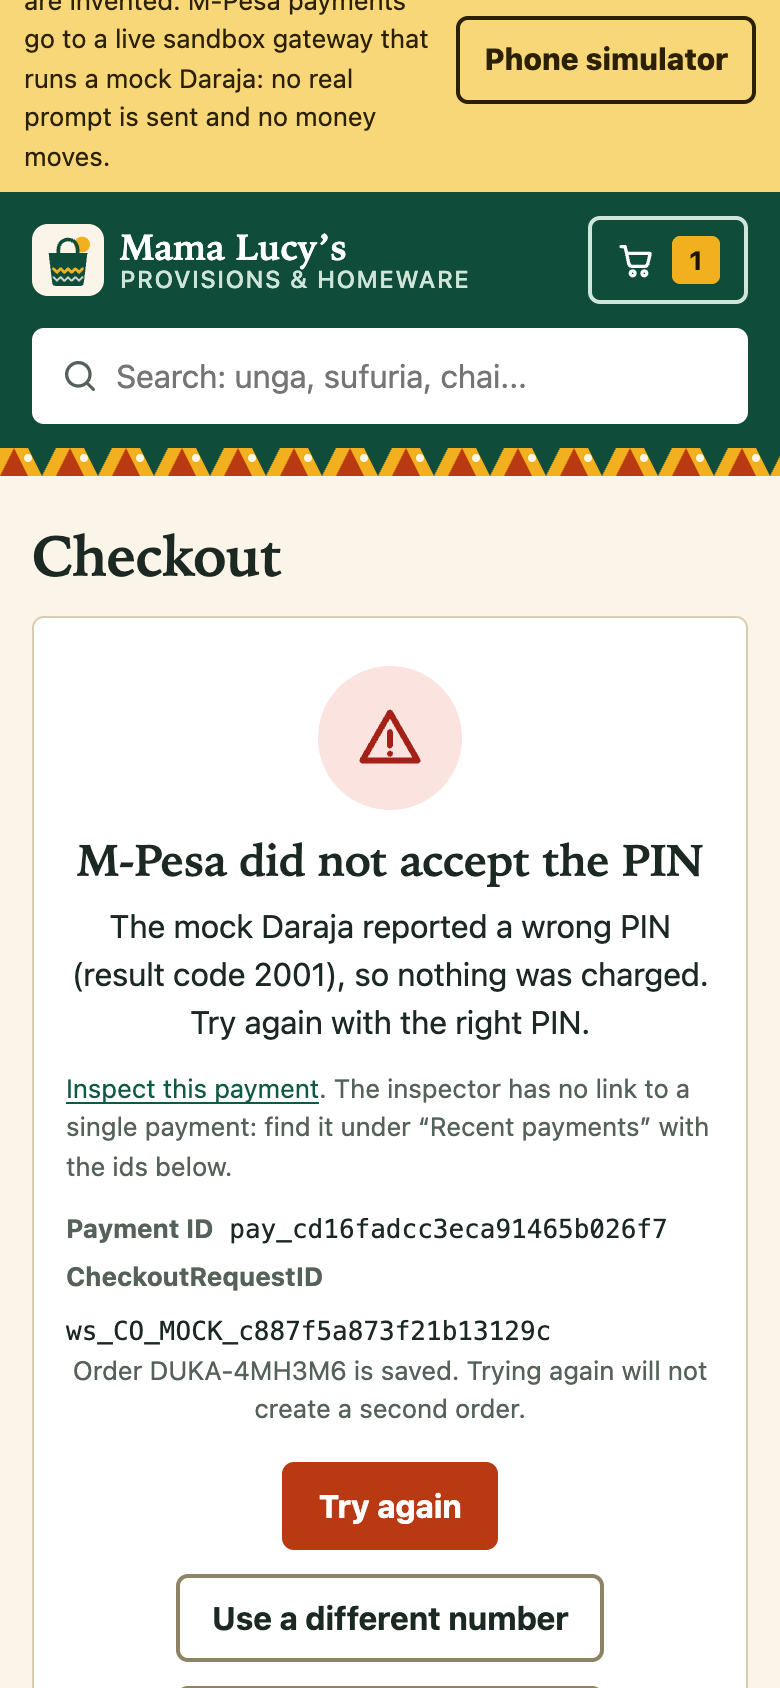 are invented. M-Pesa payments
go to a live sandbox gateway that
runs a mock Daraja: no real
prompt is sent and no money
moves.
Phone simulator
Mama Lucy’s
PROVISIONS & HOMEWARE
1
Search: unga, sufuria, chai...
Checkout
M-Pesa did not accept the PIN
The mock Daraja reported a wrong PIN
(result code 2001), so nothing was charged.
Try again with the right PIN.
Inspect this payment. The inspector has no link to a
single payment: find it under “Recent payments” with
the ids below.
Payment ID pay_cd16fadcc3eca91465b026f7
CheckoutRequestID
ws_CO_MOCK_c887f5a873f21b13129c
Order DUKA-4MH3M6 is saved. Trying again will not
create a second order.
Try again
Use a different number